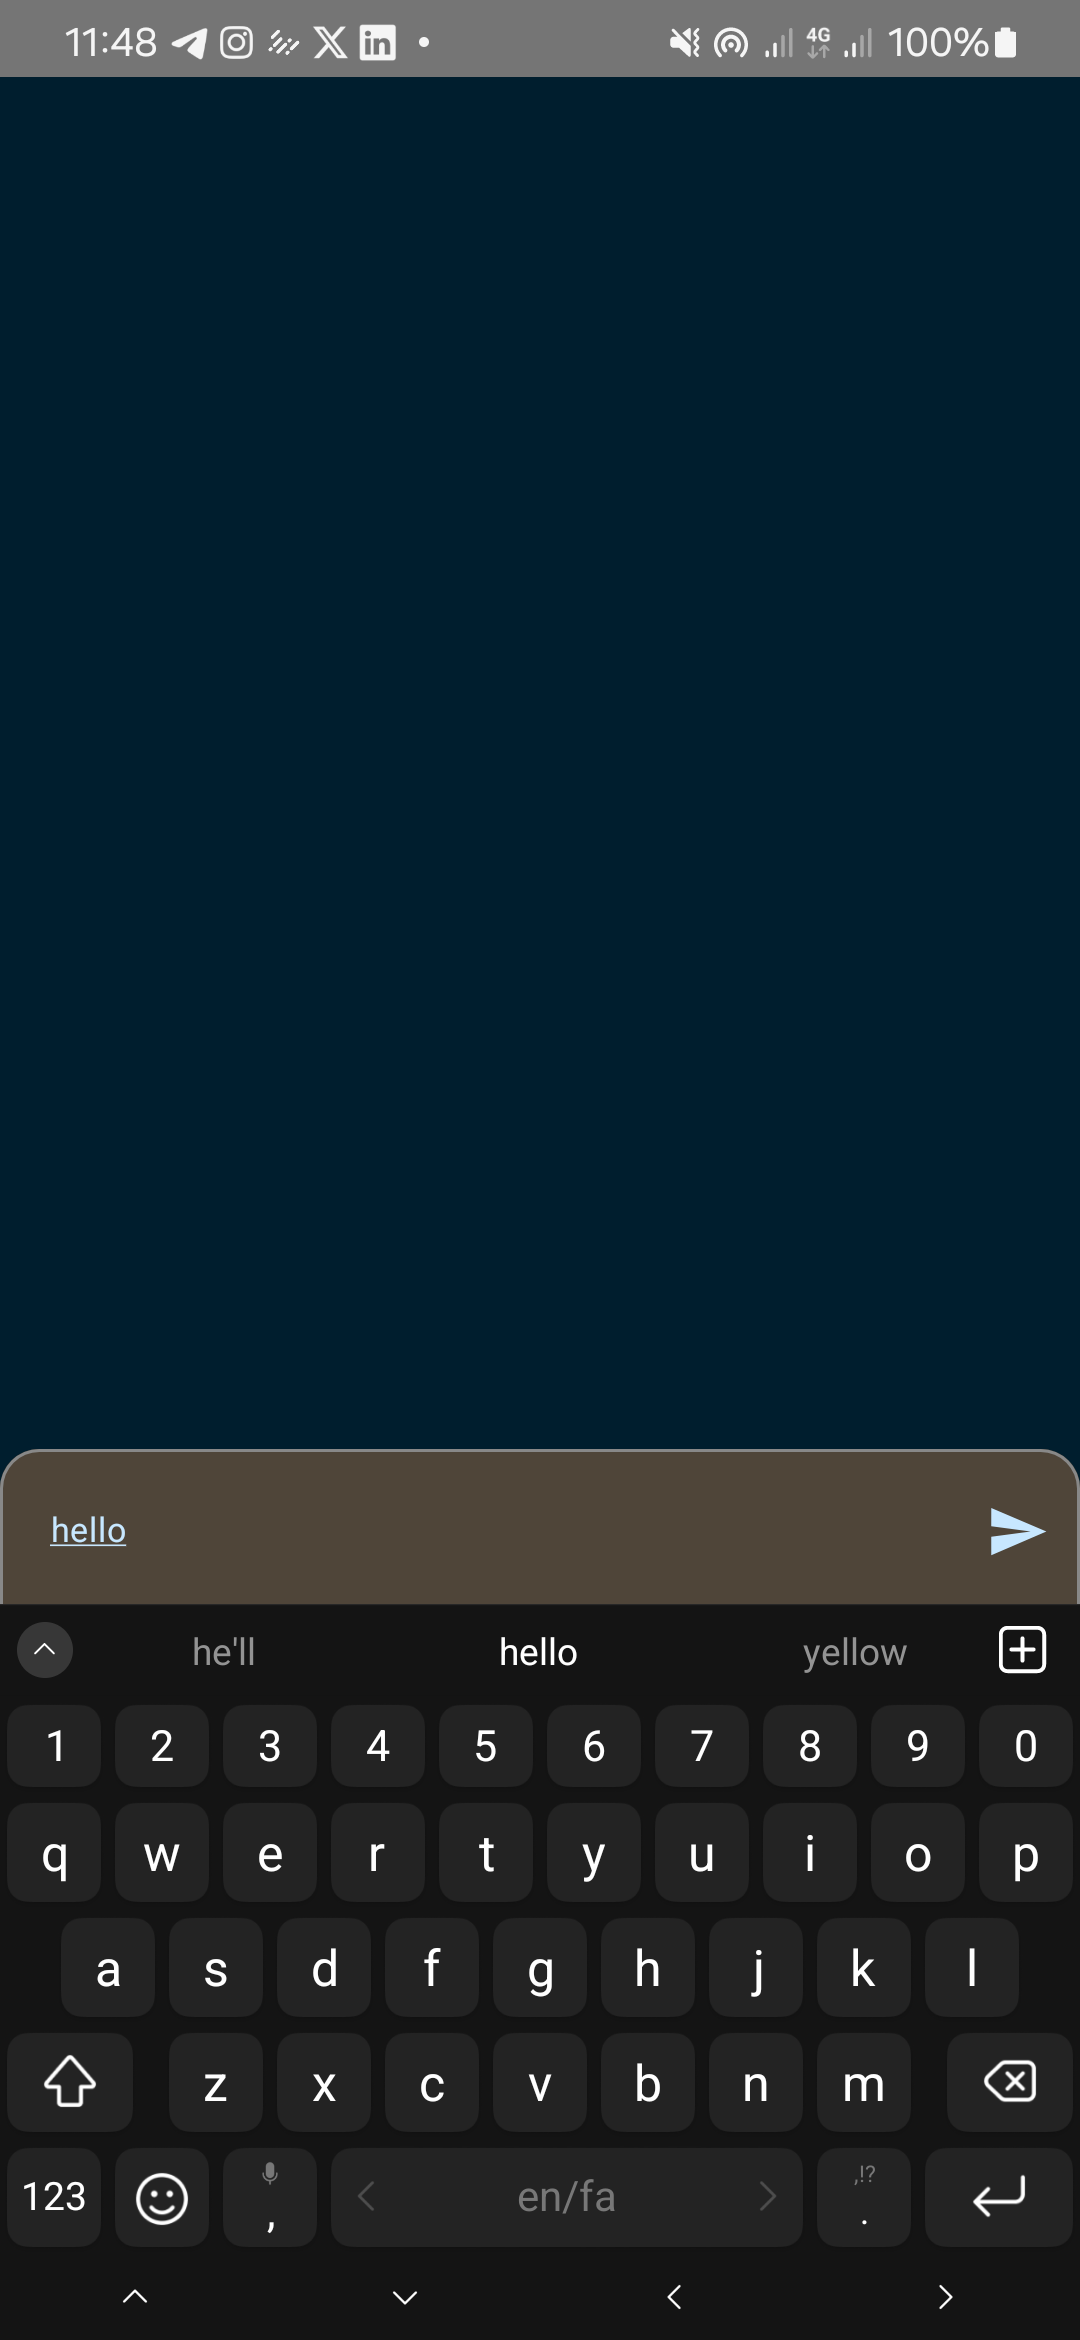 11:48 4G 100%
hello
he'll hello yellow
1 2 3 4 5 6 7 8 9 0
q w e r t y u i o p
a s d f g h j k l
z x c v b n m
123 , en/fa ,!? .